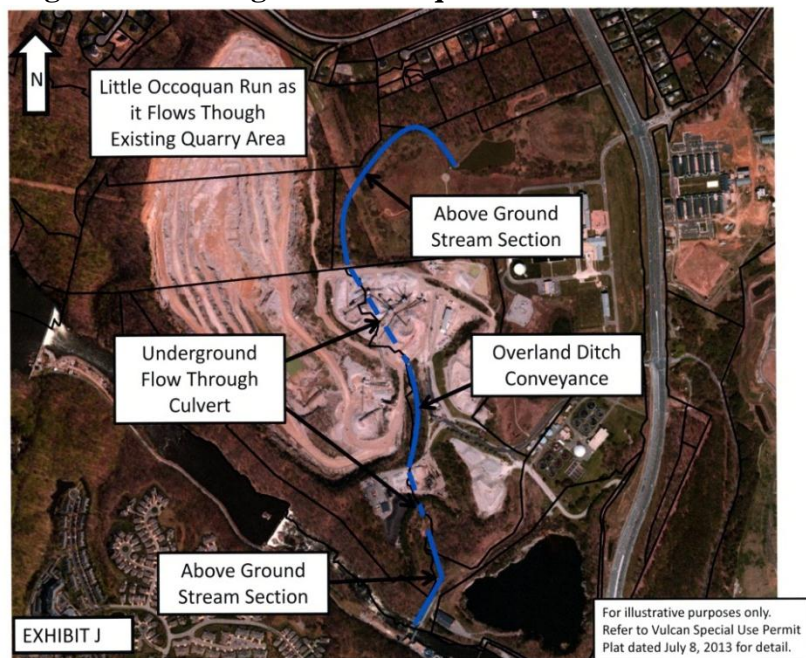 N
Little Occoquan Run as
it Flows Though
Existing Quarry Area
Above Ground
Stream Section
Underground
Flow Through
Culvert
Overland Ditch
Conveyance
Above Ground
Stream Section
EXHIBIT J
For illustrative purposes only.
Refer to Vulcan Special Use Permit
Plat dated July 8, 2013 for detail.